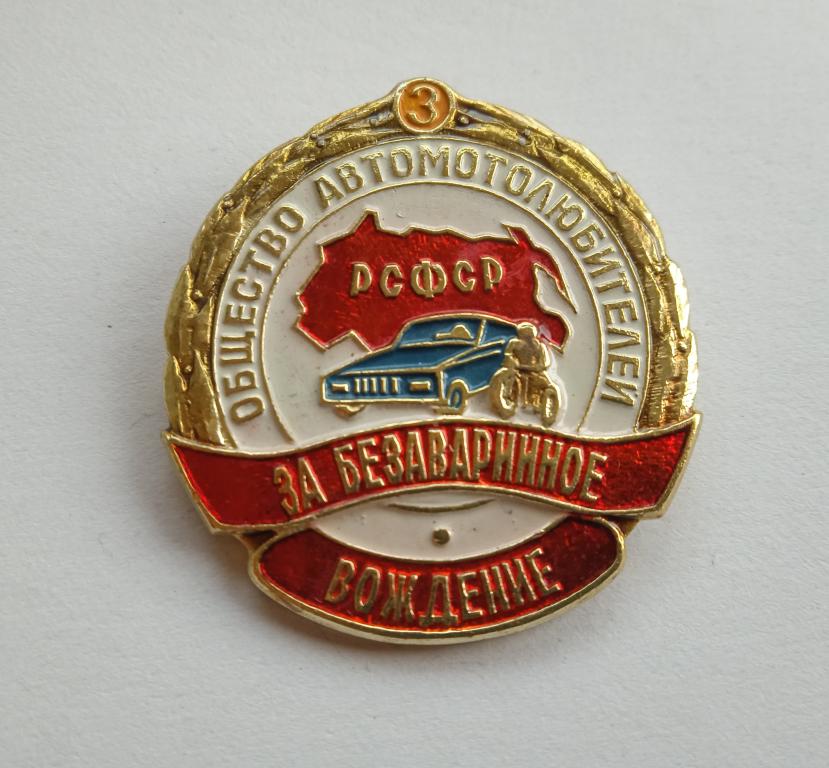 3
ОБЩЕСТВО АВТОМОТОЛЮБИТЕЛЕЙ
РСФСР
ЗА БЕЗАВАРИЙНОЕ
ВОЖДЕНИЕ